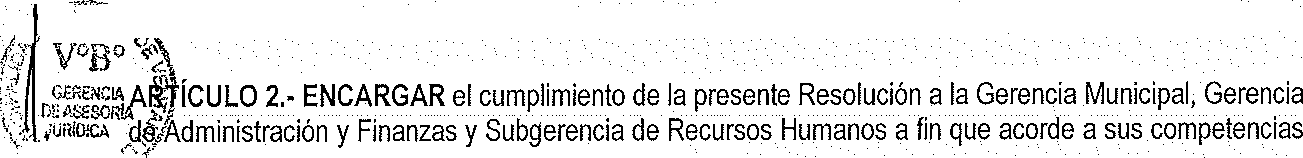 V°B°
GERENCIA
DE ASESORIA
JURÍDICA
ARTÍCULO 2.- ENCARGAR el cumplimiento de la presente Resolución a la Gerencia Municipal, Gerencia
de Administración y Finanzas y Subgerencia de Recursos Humanos a fin que acorde a sus competencias